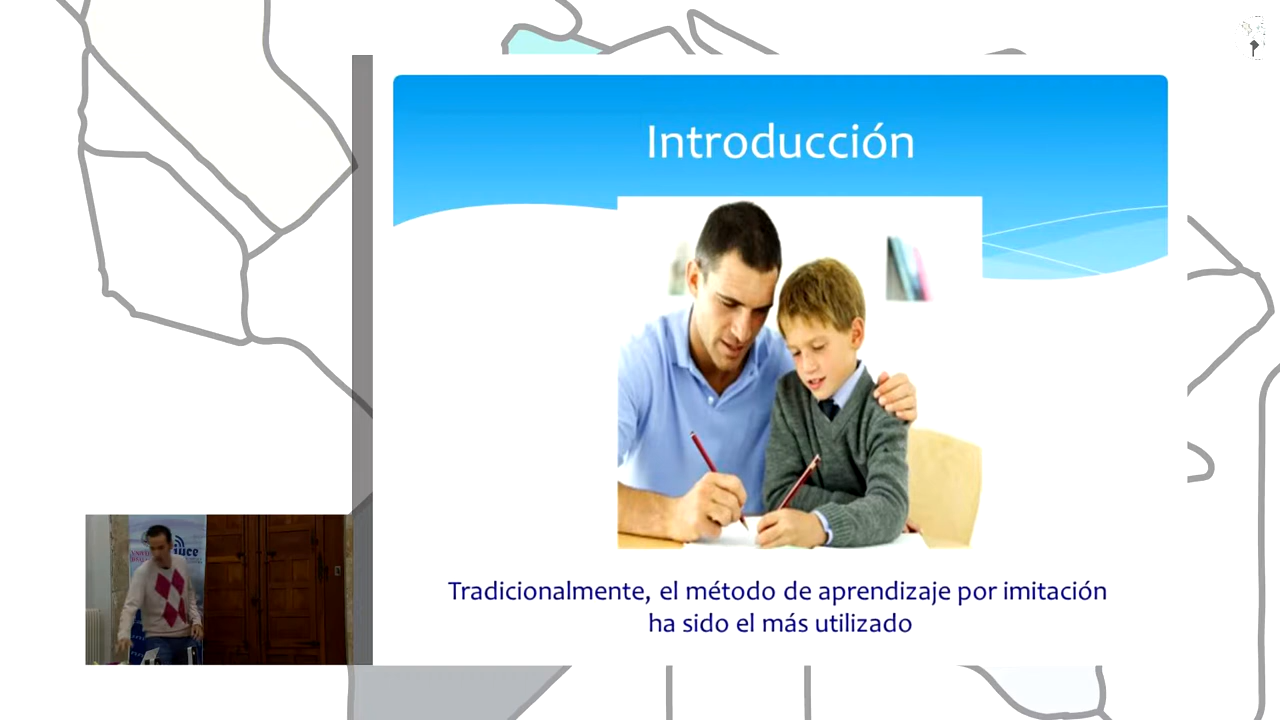 Introducción
Tradicionalmente, el método de aprendizaje por imitación
ha sido el más utilizado